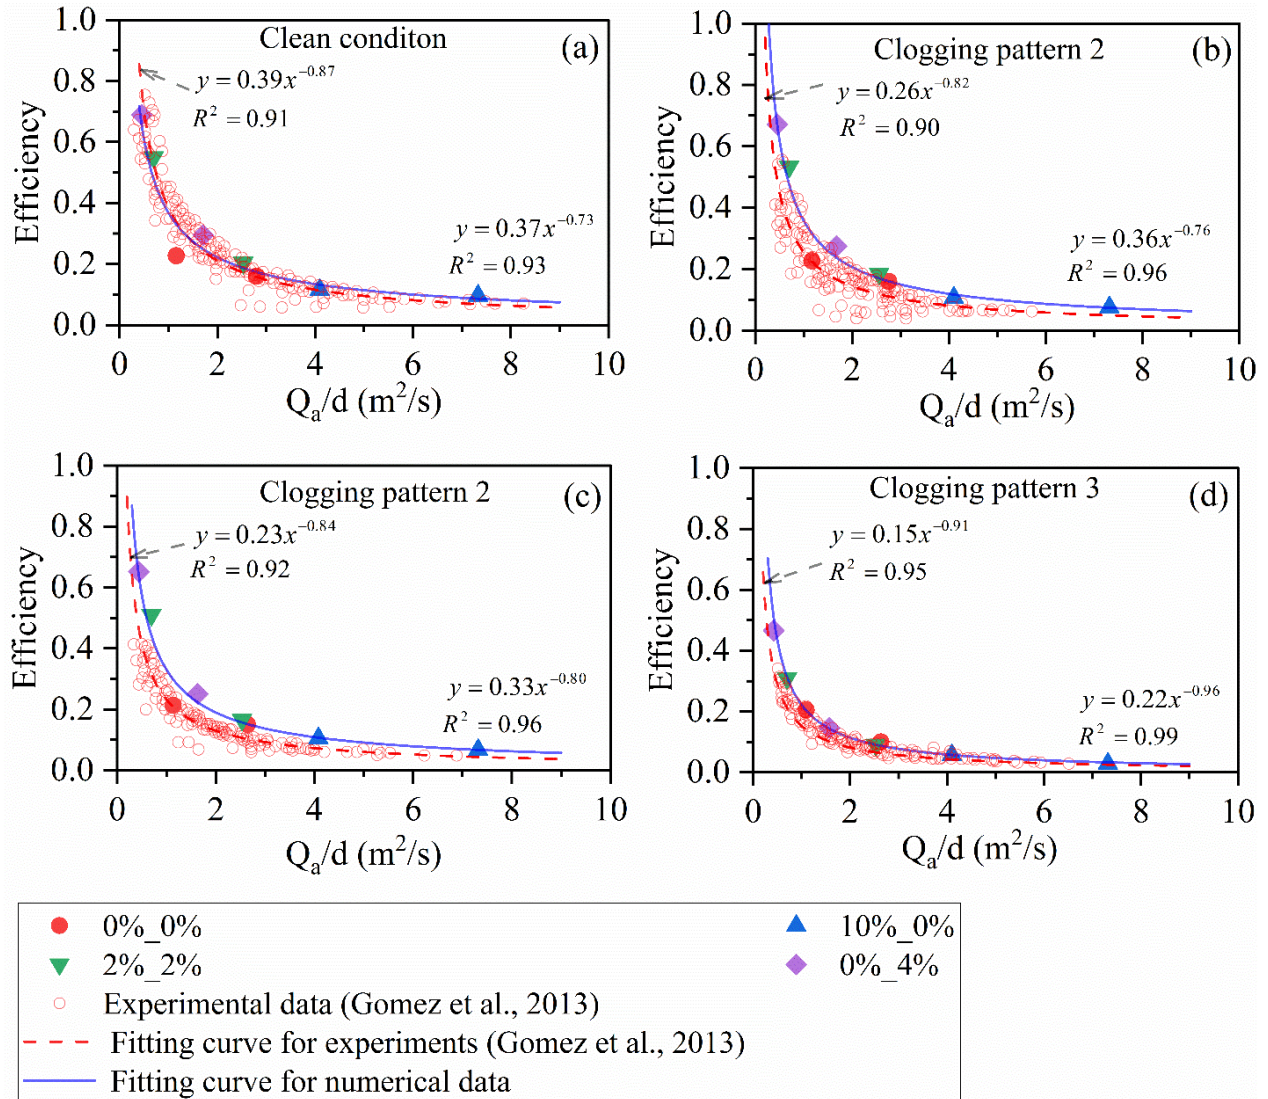 1.0
0.8
0.6
0.4
0.2
0.0
Efficiency
Clean conditon
(a)
y = 0.39x^{-0.87}
R^2 = 0.91
y = 0.37x^{-0.73}
R^2 = 0.93
0 2 4 6 8 10
Q_a/d (m^2/s)
1.0
0.8
0.6
0.4
0.2
0.0
Efficiency
Clogging pattern 2
(b)
y = 0.26x^{-0.82}
R^2 = 0.90
y = 0.36x^{-0.76}
R^2 = 0.96
0 2 4 6 8 10
Q_a/d (m^2/s)
1.0
0.8
0.6
0.4
0.2
0.0
Efficiency
Clogging pattern 2
(c)
y = 0.23x^{-0.84}
R^2 = 0.92
y = 0.33x^{-0.80}
R^2 = 0.96
0 2 4 6 8 10
Q_a/d (m^2/s)
1.0
0.8
0.6
0.4
0.2
0.0
Efficiency
Clogging pattern 3
(d)
y = 0.15x^{-0.91}
R^2 = 0.95
y = 0.22x^{-0.96}
R^2 = 0.99
0 2 4 6 8 10
Q_a/d (m^2/s)
0%_0%
10%_0%
2%_2%
0%_4%
Experimental data (Gomez et al., 2013)
Fitting curve for experiments (Gomez et al., 2013)
Fitting curve for numerical data